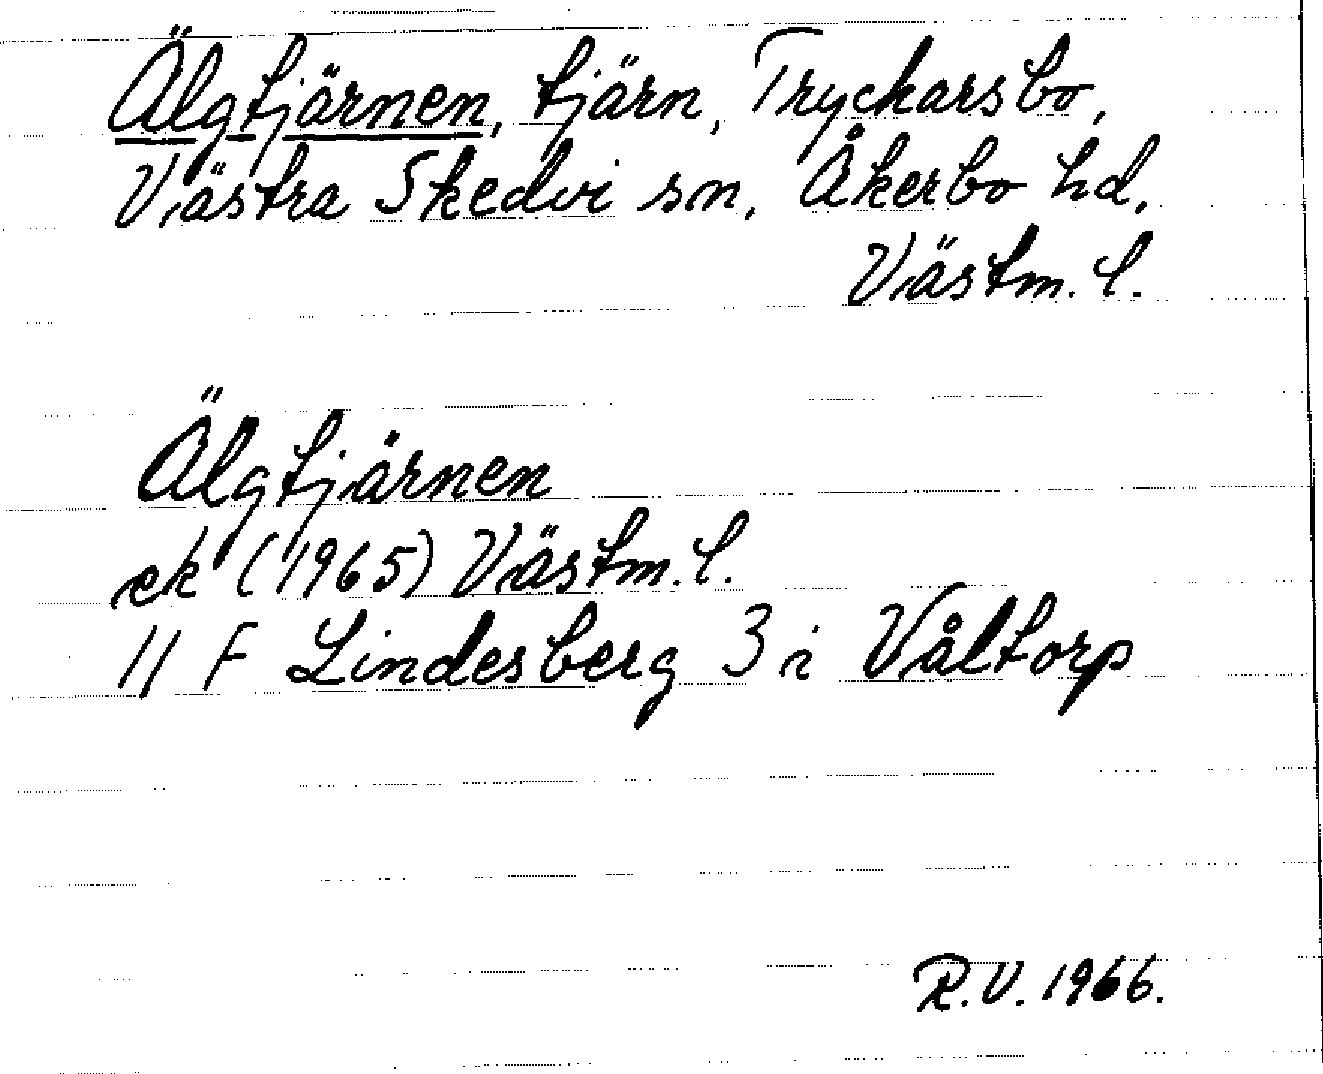 Älgtjärnen, tjärn, Tryckarsbo,
Västra Skedvi sn, Åkerbo hd,
Västm. l.
Älgtjärnen
ek (1965) Västm. l.
11 F Lindesberg 3 i Våltorp
R.V. 1966.